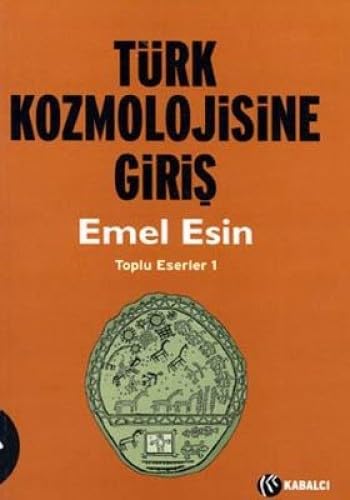 TÜRK
KOZMOLOJİSİNE
GİRİŞ
Emel Esin
Toplu Eserler 1
KABALCI